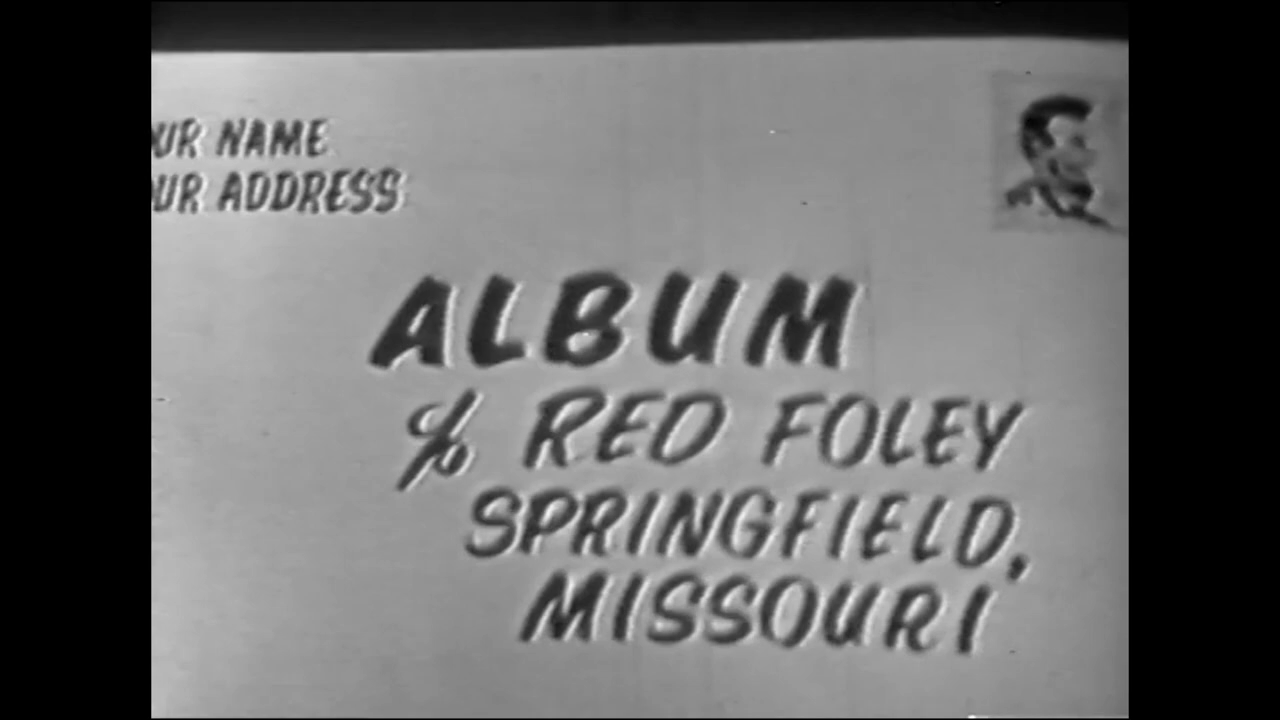 UR NAME
UR ADDRESS
ALBUM
c/o RED FOLEY
SPRINGFIELD,
MISSOURI